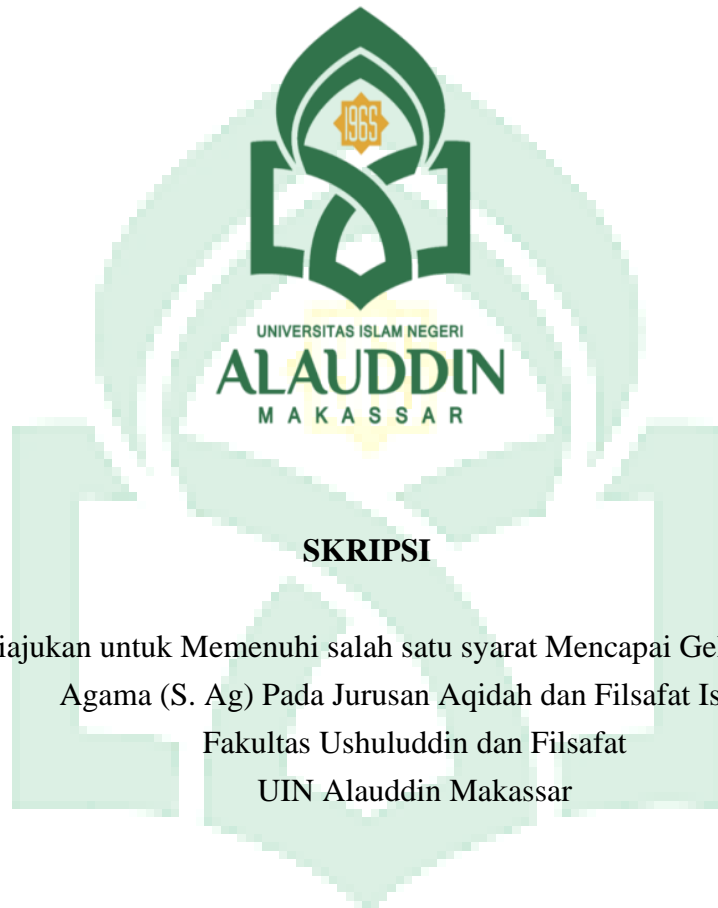 1965
UNIVERSITAS ISLAM NEGERI
ALAUDDIN
MAKASSAR
SKRIPSI
iajukan untuk Memenuhi salah satu syarat Mencapai Ge
Agama (S. Ag) Pada Jurusan Aqidah dan Filsafat Is
Fakultas Ushuluddin dan Filsafat
UIN Alauddin Makassar